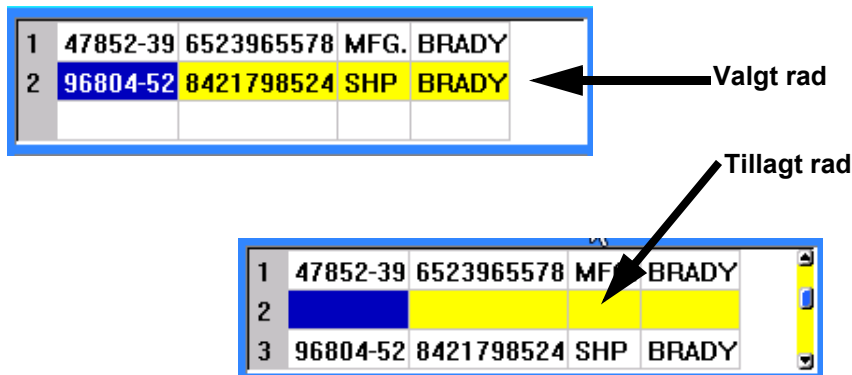 1 47852-39 6523965578 MFG. BRADY
2 96804-52 8421798524 SHP BRADY
Valgt rad
Tillagt rad
1 47852-39 6523965578 BRADY
2
3 96804-52 8421798524 SHP BRADY